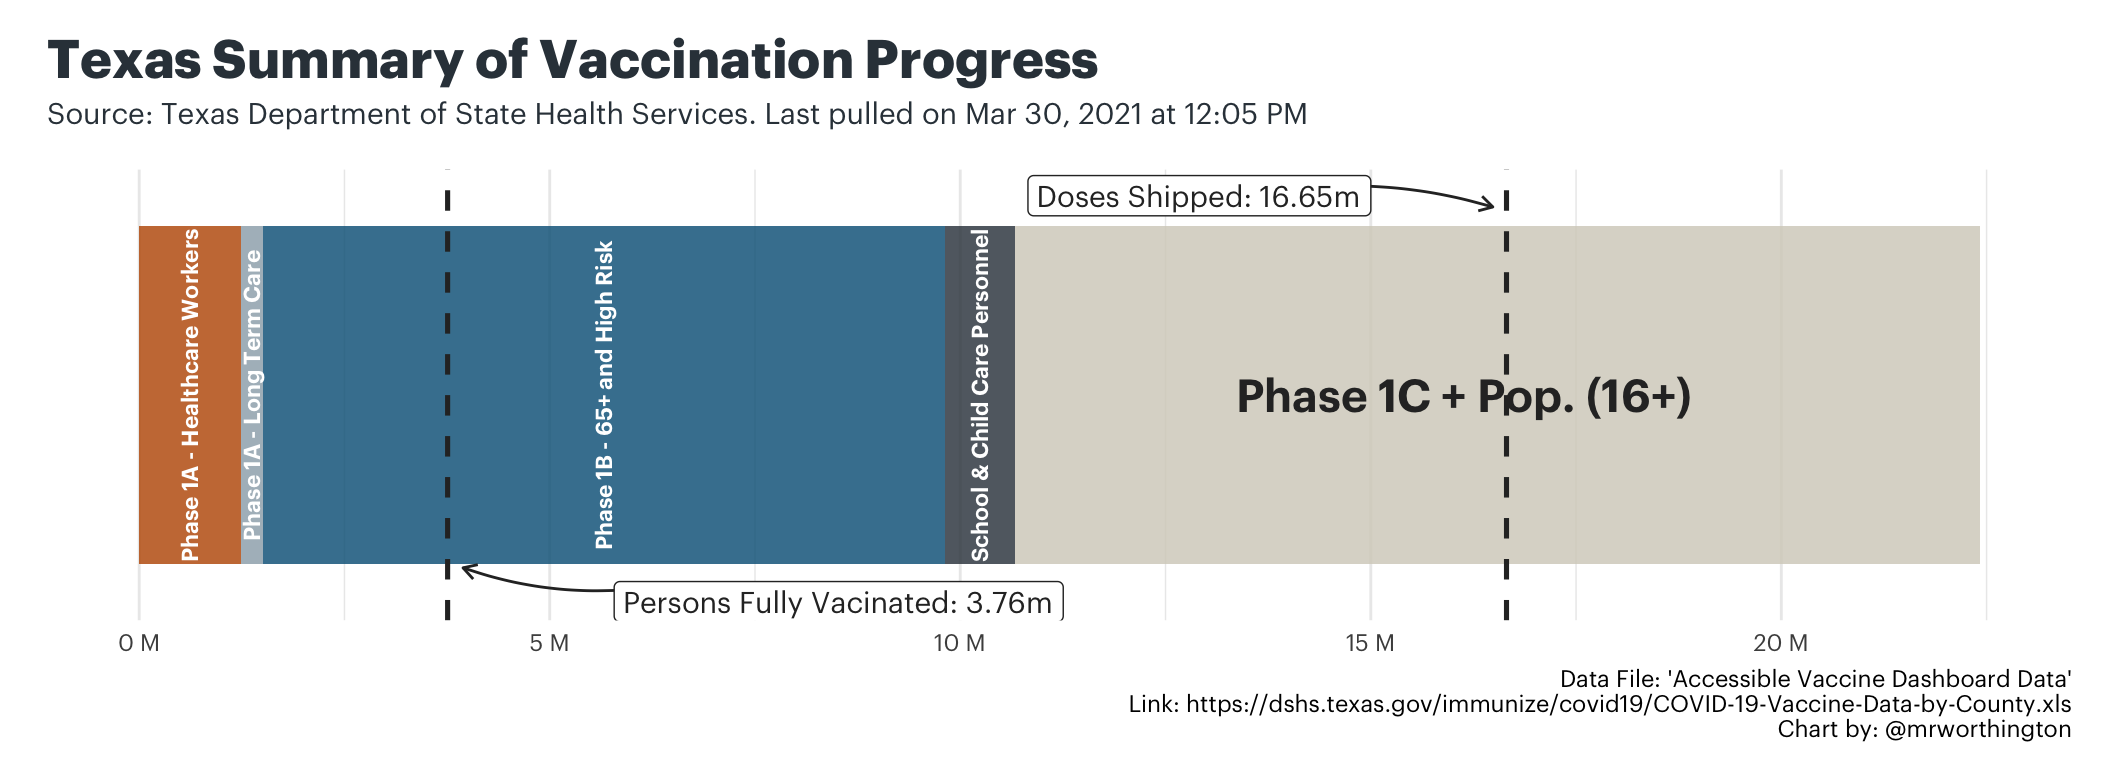 Texas Summary of Vaccination Progress
Source: Texas Department of State Health Services. Last pulled on Mar 30, 2021 at 12:05 PM
Doses Shipped: 16.65m
Phase 1A - Healthcare Workers
Phase 1A - Long Term Care
Phase 1B - 65+ and High Risk
School & Child Care Personnel
Phase 1C + Pop. (16+)
Persons Fully Vacinated: 3.76m
0 M
5 M
10 M
15 M
20 M
Data File: 'Accessible Vaccine Dashboard Data'
Link: https://dshs.texas.gov/immunize/covid19/COVID-19-Vaccine-Data-by-County.xls
Chart by: @mrworthington